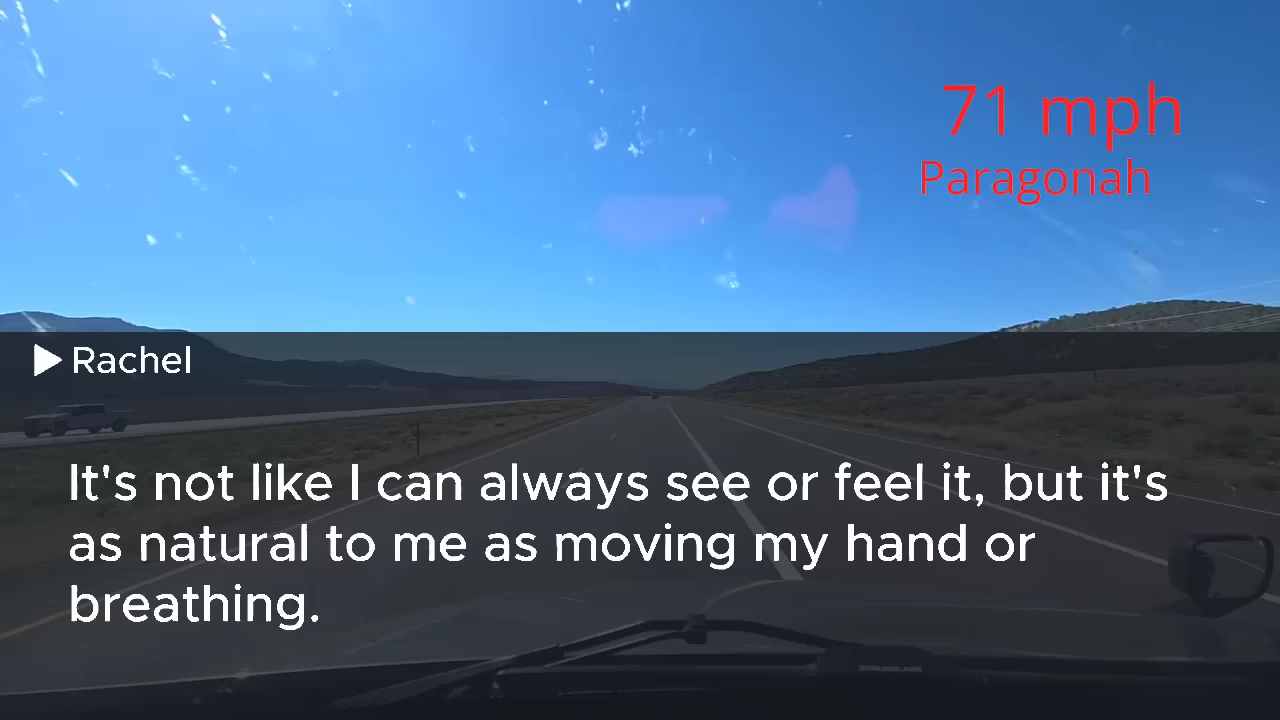 71 mph
Paragonah
Rachel
It's not like I can always see or feel it, but it's
as natural to me as moving my hand or
breathing.